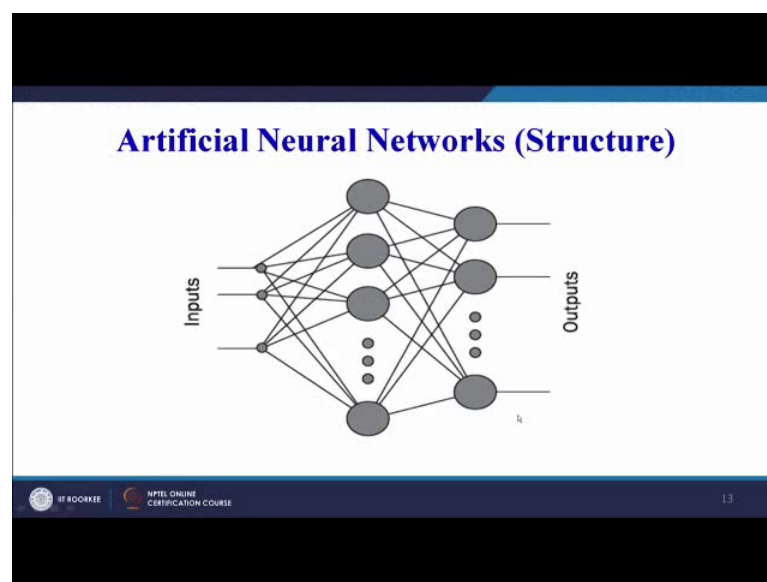 Artificial Neural Networks (Structure)
Inputs
Outputs
IIT ROORKEE
NPTEL ONLINE
CERTIFICATION COURSE
13